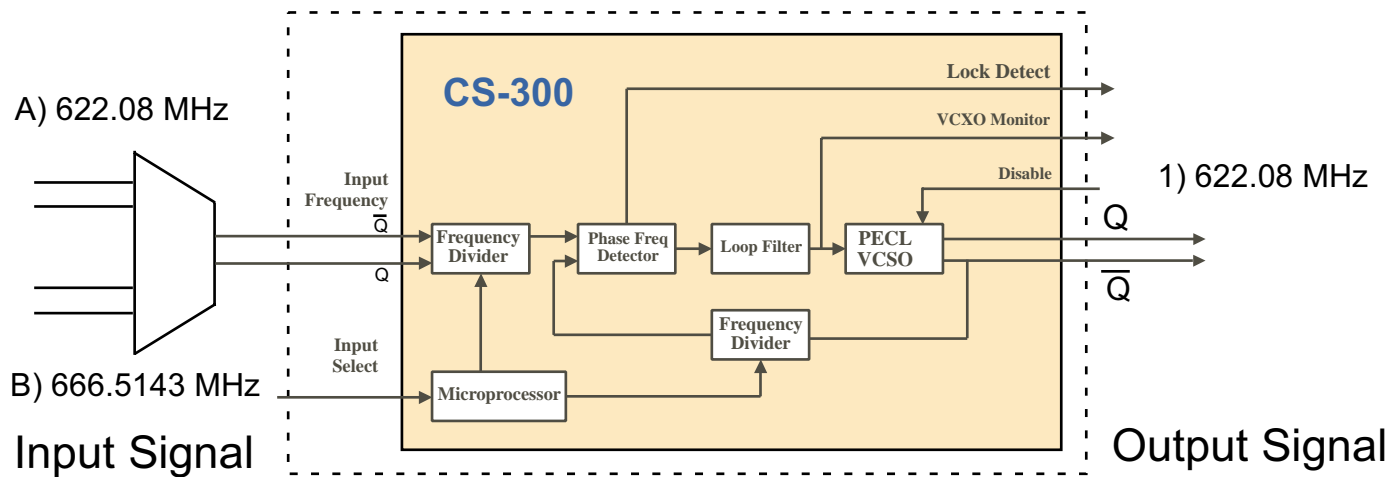 CS-300
Lock Detect
VCXO Monitor
Disable
A) 622.08 MHz
1) 622.08 MHz
Input
Frequency
Q̅
Q
Frequency
Divider
Phase Freq
Detector
Loop Filter
PECL
VCSO
Q
Q̅
Frequency
Divider
Input
Select
Microprocessor
B) 666.5143 MHz
Input Signal
Output Signal